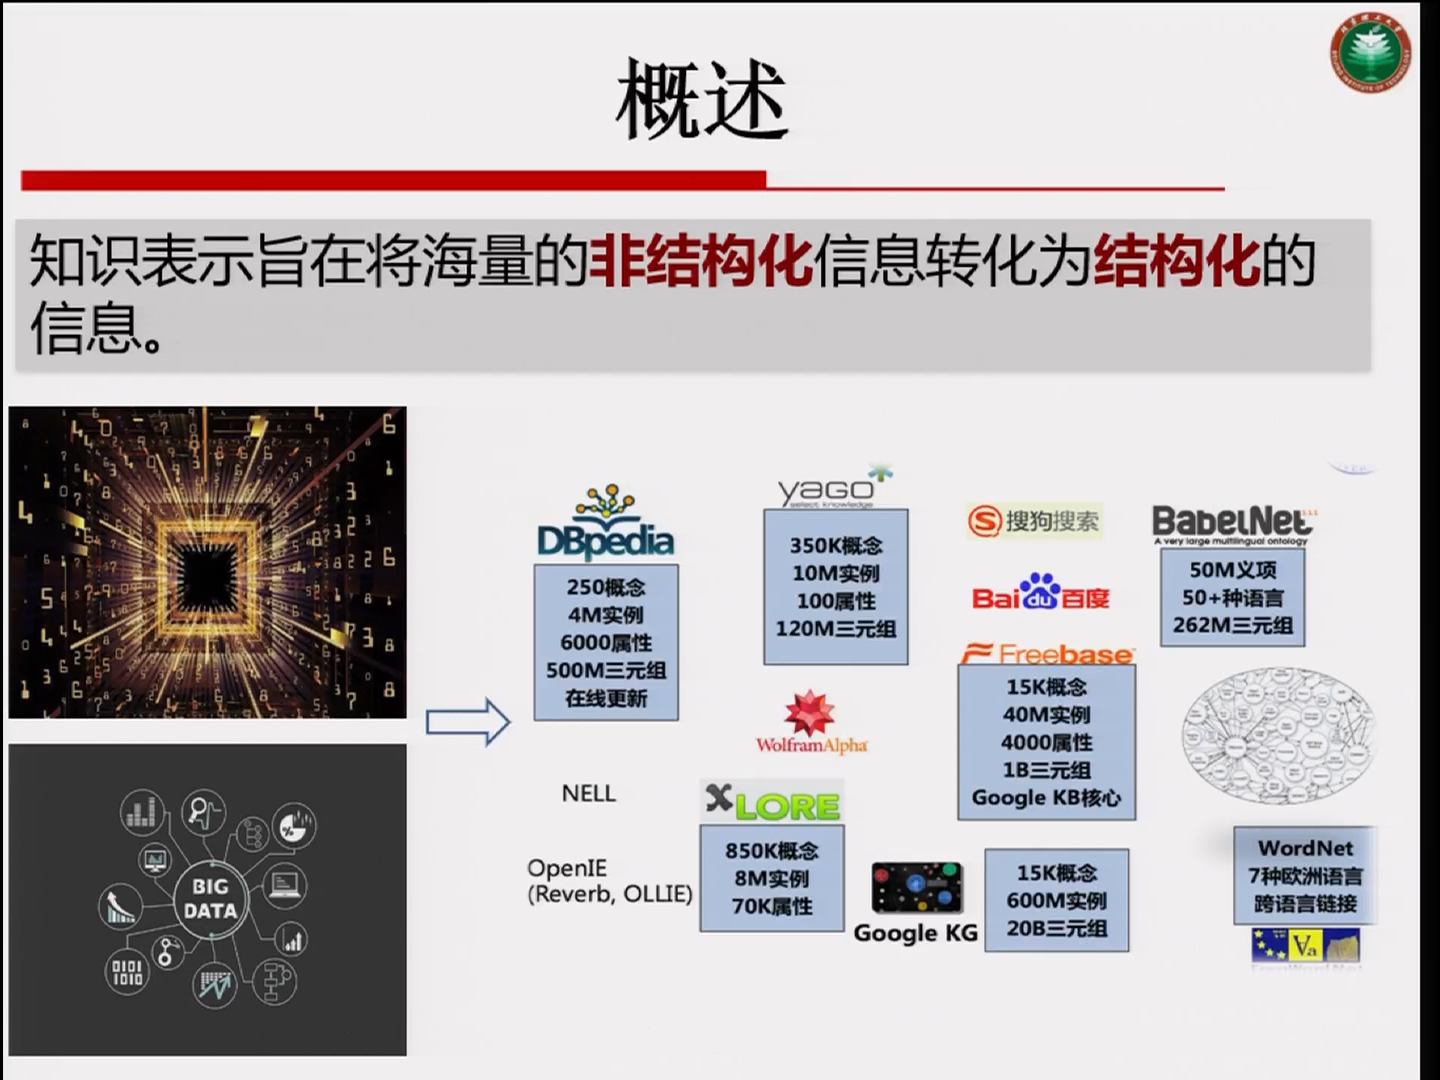 概述
知识表示旨在将海量的非结构化信息转化为结构化的
信息。
DBpedia
250概念
4M实例
6000属性
500M三元组
在线更新
yago
select knowledge
350K概念
10M实例
100属性
120M三元组
搜狗搜索
Bai du 百度
BabelNet
A very large multilingual ontology
50M义项
50+种语言
262M三元组
Freebase
15K概念
40M实例
4000属性
1B三元组
Google KB核心
WolframAlpha
NELL
XLORE
850K概念
8M实例
70K属性
OpenIE
(Reverb, OLLIE)
Google KG
15K概念
600M实例
20B三元组
WordNet
7种欧洲语言
跨语言链接
BIG
DATA
0101
1010